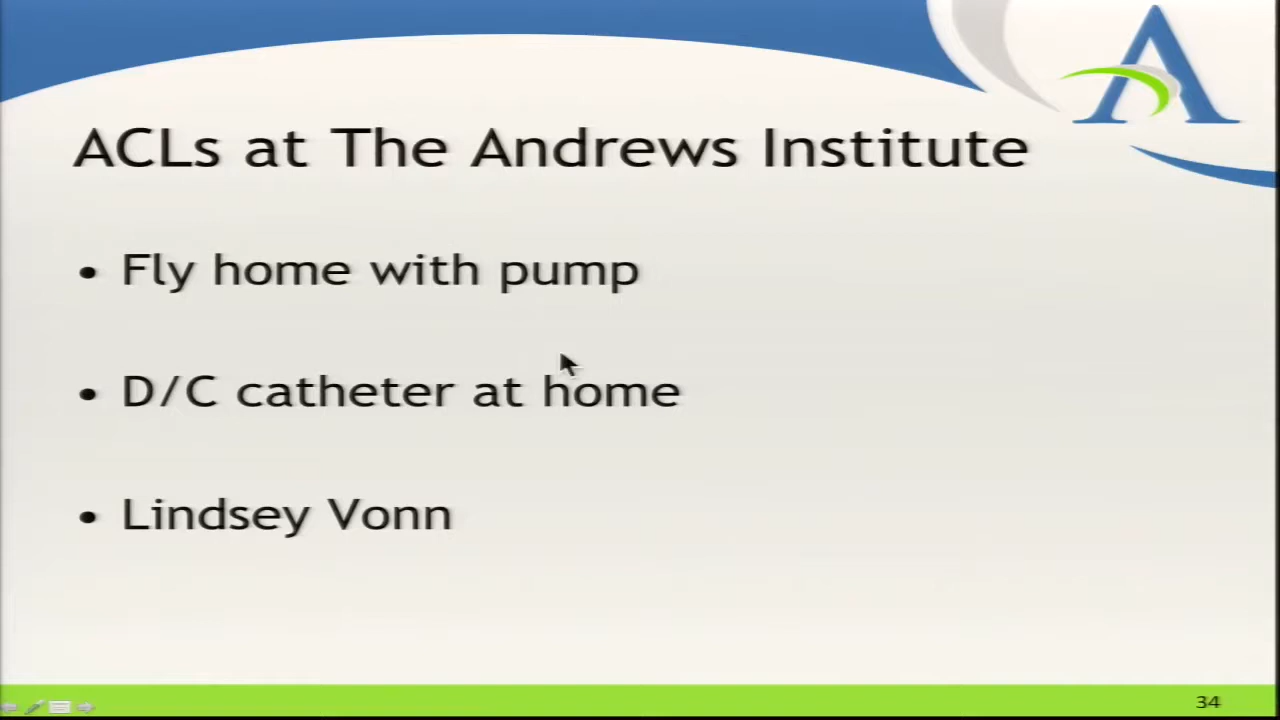 ACLs at The Andrews Institute
• Fly home with pump
• D/C catheter at home
• Lindsey Vonn
34